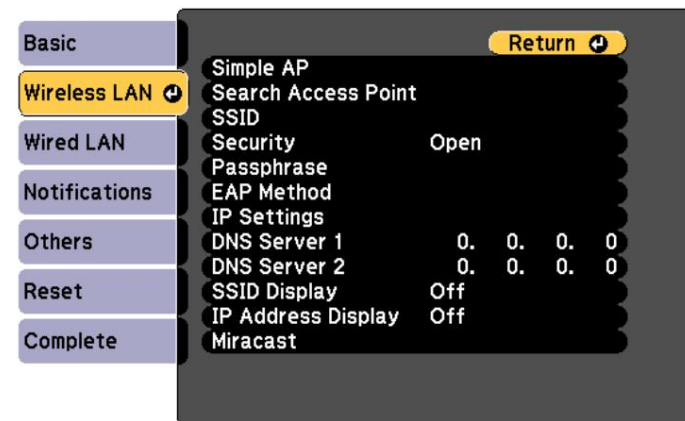 Basic
Wireless LAN
Wired LAN
Notifications
Others
Reset
Complete
Return
Simple AP
Search Access Point
SSID
Security Open
Passphrase
EAP Method
IP Settings
DNS Server 1 0. 0. 0. 0
DNS Server 2 0. 0. 0. 0
SSID Display Off
IP Address Display Off
Miracast